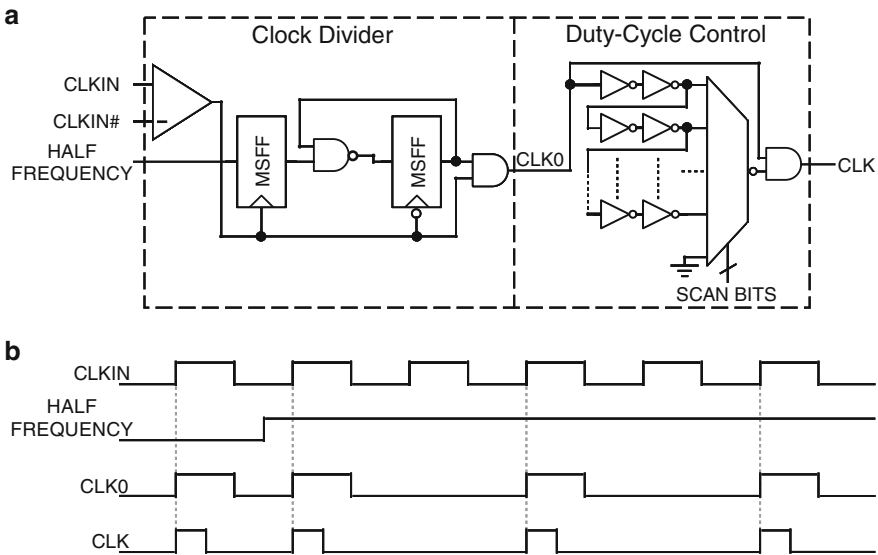 a
Clock Divider
Duty-Cycle Control
CLKIN
CLKIN#
HALF
FREQUENCY
MSFF
MSFF
CLK0
CLK
SCAN BITS
b
CLKIN
HALF
FREQUENCY
CLK0
CLK